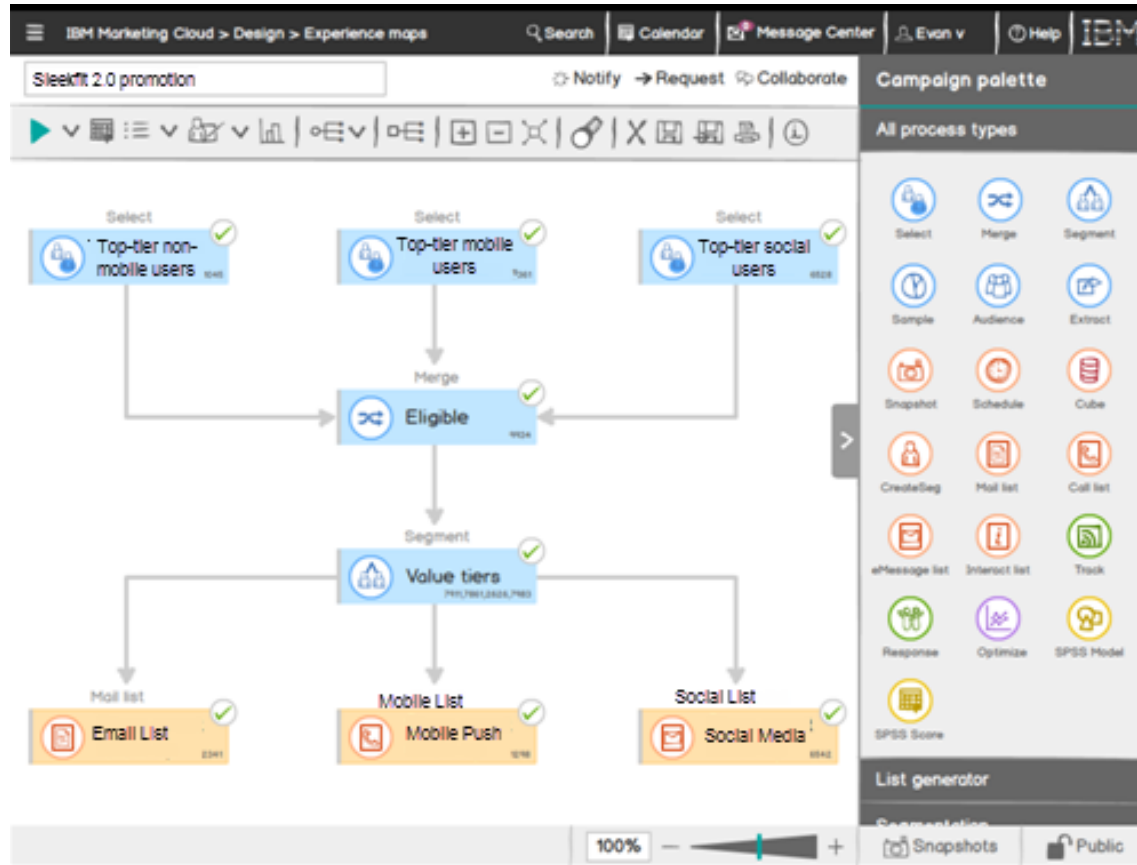 IBM Marketing Cloud > Design > Experience maps
Search
Calendar
Message Center
Evan v
Help
IBM
Sleekfit 2.0 promotion
Notify
Request
Collaborate
Campaign palette
All process types
Select
Top-tier non-
mobile users
Select
Top-tier mobile
users
Select
Top-tier social
users
6528
Merge
Eligible
Segment
Value tiers
Mail list
Email List
2341
Mobile List
Mobile Push
Social List
Social Media
6542
Select
Merge
Segment
Sample
Audience
Extract
Snapshot
Schedule
Cube
CreateSeg
Mail list
Call list
eMessage list
Interact list
Track
Response
Optimize
SPSS Model
SPSS Score
List generator
Segmentation
100%
Snapshots
Public